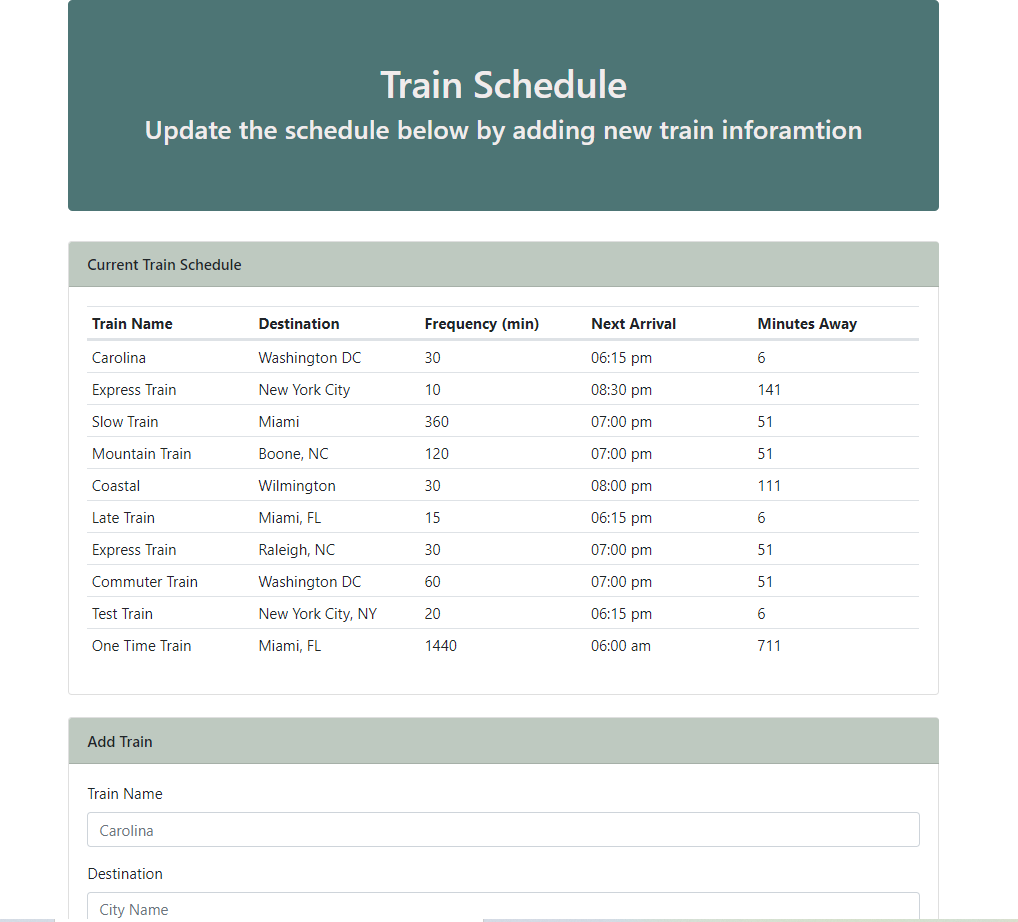 Train Schedule
Update the schedule below by adding new train inforamtion
Current Train Schedule
Train Name Destination Frequency (min) Next Arrival Minutes Away
Carolina Washington DC 30 06:15 pm 6
Express Train New York City 10 08:30 pm 141
Slow Train Miami 360 07:00 pm 51
Mountain Train Boone, NC 120 07:00 pm 51
Coastal Wilmington 30 08:00 pm 111
Late Train Miami, FL 15 06:15 pm 6
Express Train Raleigh, NC 30 07:00 pm 51
Commuter Train Washington DC 60 07:00 pm 51
Test Train New York City, NY 20 06:15 pm 6
One Time Train Miami, FL 1440 06:00 am 711
Add Train
Train Name
Carolina
Destination
City Name